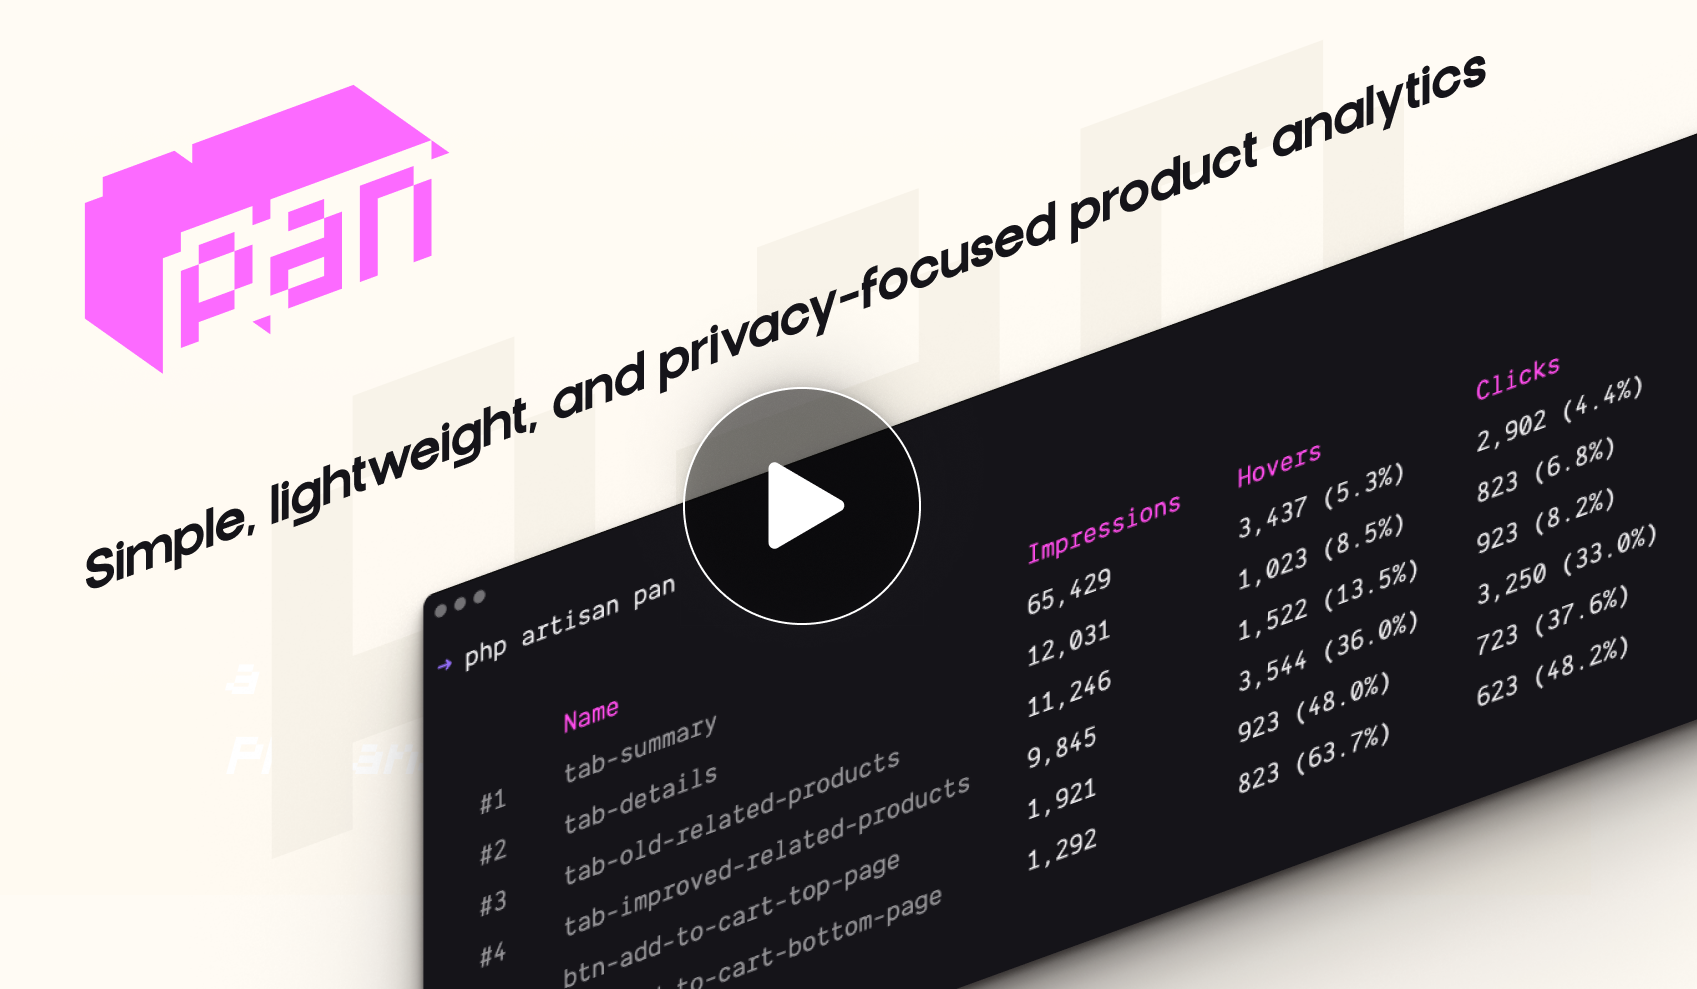 pan
Simple, lightweight, and privacy-focused product analytics
➜ php artisan pan
Name Impressions Hovers Clicks
#1 tab-summary 65,429 3,437 (5.3%) 2,902 (4.4%)
#2 tab-details 12,031 1,023 (8.5%) 823 (6.8%)
#3 tab-old-related-products 11,246 1,522 (13.5%) 923 (8.2%)
#4 tab-improved-related-products 9,845 3,544 (36.0%) 3,250 (33.0%)
btn-add-to-cart-top-page 1,921 923 (48.0%) 723 (37.6%)
to-cart-bottom-page 1,292 823 (63.7%) 623 (48.2%)